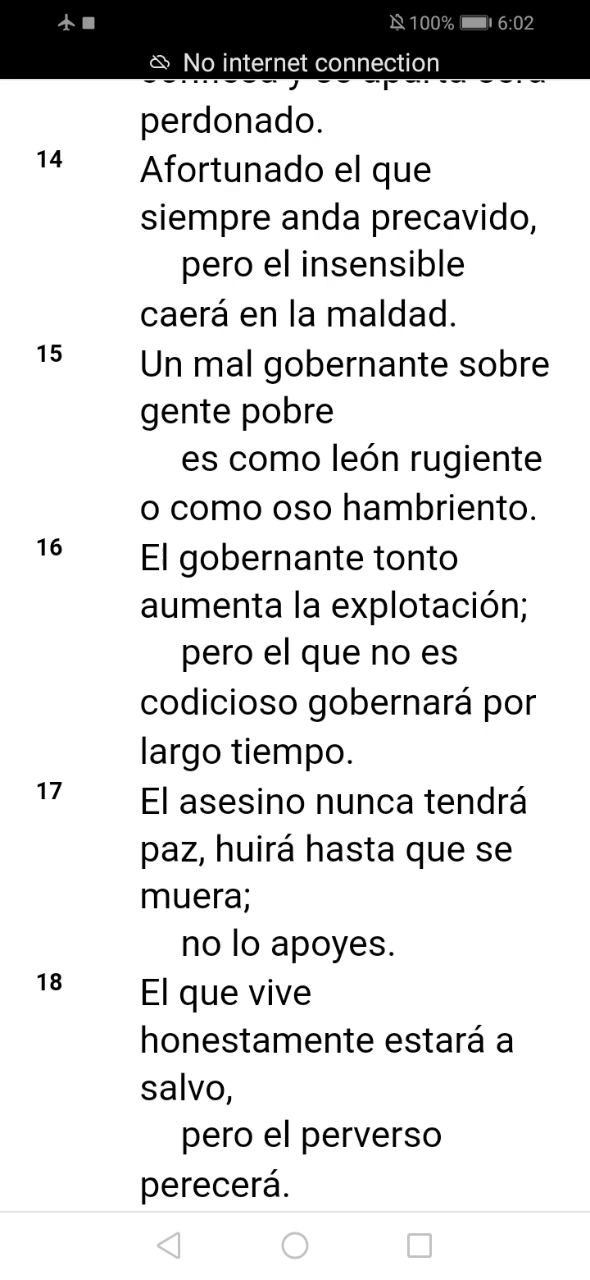 100% 6:02
No internet connection
perdonado.
14 Afortunado el que
siempre anda precavido,
pero el insensible
caerá en la maldad.
15 Un mal gobernante sobre
gente pobre
es como león rugiente
o como oso hambriento.
16 El gobernante tonto
aumenta la explotación;
pero el que no es
codicioso gobernará por
largo tiempo.
17 El asesino nunca tendrá
paz, huirá hasta que se
muera;
no lo apoyes.
18 El que vive
honestamente estará a
salvo,
pero el perverso
perecerá.